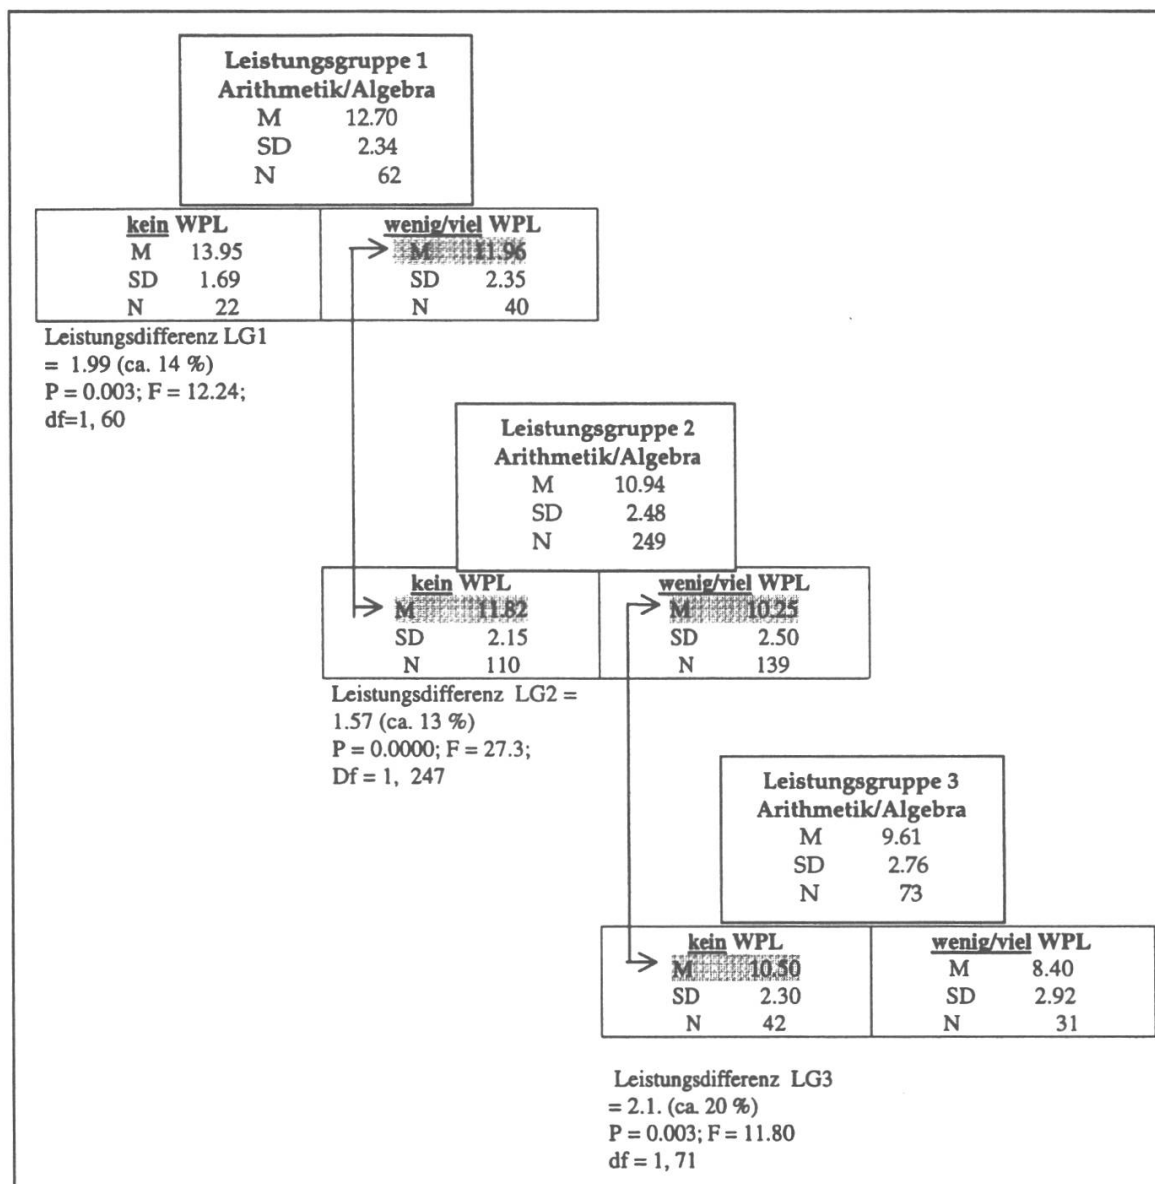 Leistungsgruppe 1
Arithmetik/Algebra
M 12.70
SD 2.34
N 62
kein WPL
M 13.95
SD 1.69
N 22
wenig/viel WPL
M 11.96
SD 2.35
N 40
Leistungsdifferenz LG1
= 1.99 (ca. 14 %)
P = 0.003; F = 12.24;
df=1, 60
Leistungsgruppe 2
Arithmetik/Algebra
M 10.94
SD 2.48
N 249
kein WPL
M 11.82
SD 2.15
N 110
wenig/viel WPL
M 10.25
SD 2.50
N 139
Leistungsdifferenz LG2 =
1.57 (ca. 13 %)
P = 0.0000; F = 27.3;
Df = 1, 247
Leistungsgruppe 3
Arithmetik/Algebra
M 9.61
SD 2.76
N 73
kein WPL
M 10.50
SD 2.30
N 42
wenig/viel WPL
M 8.40
SD 2.92
N 31
Leistungsdifferenz LG3
= 2.1. (ca. 20 %)
P = 0.003; F = 11.80
df = 1, 71